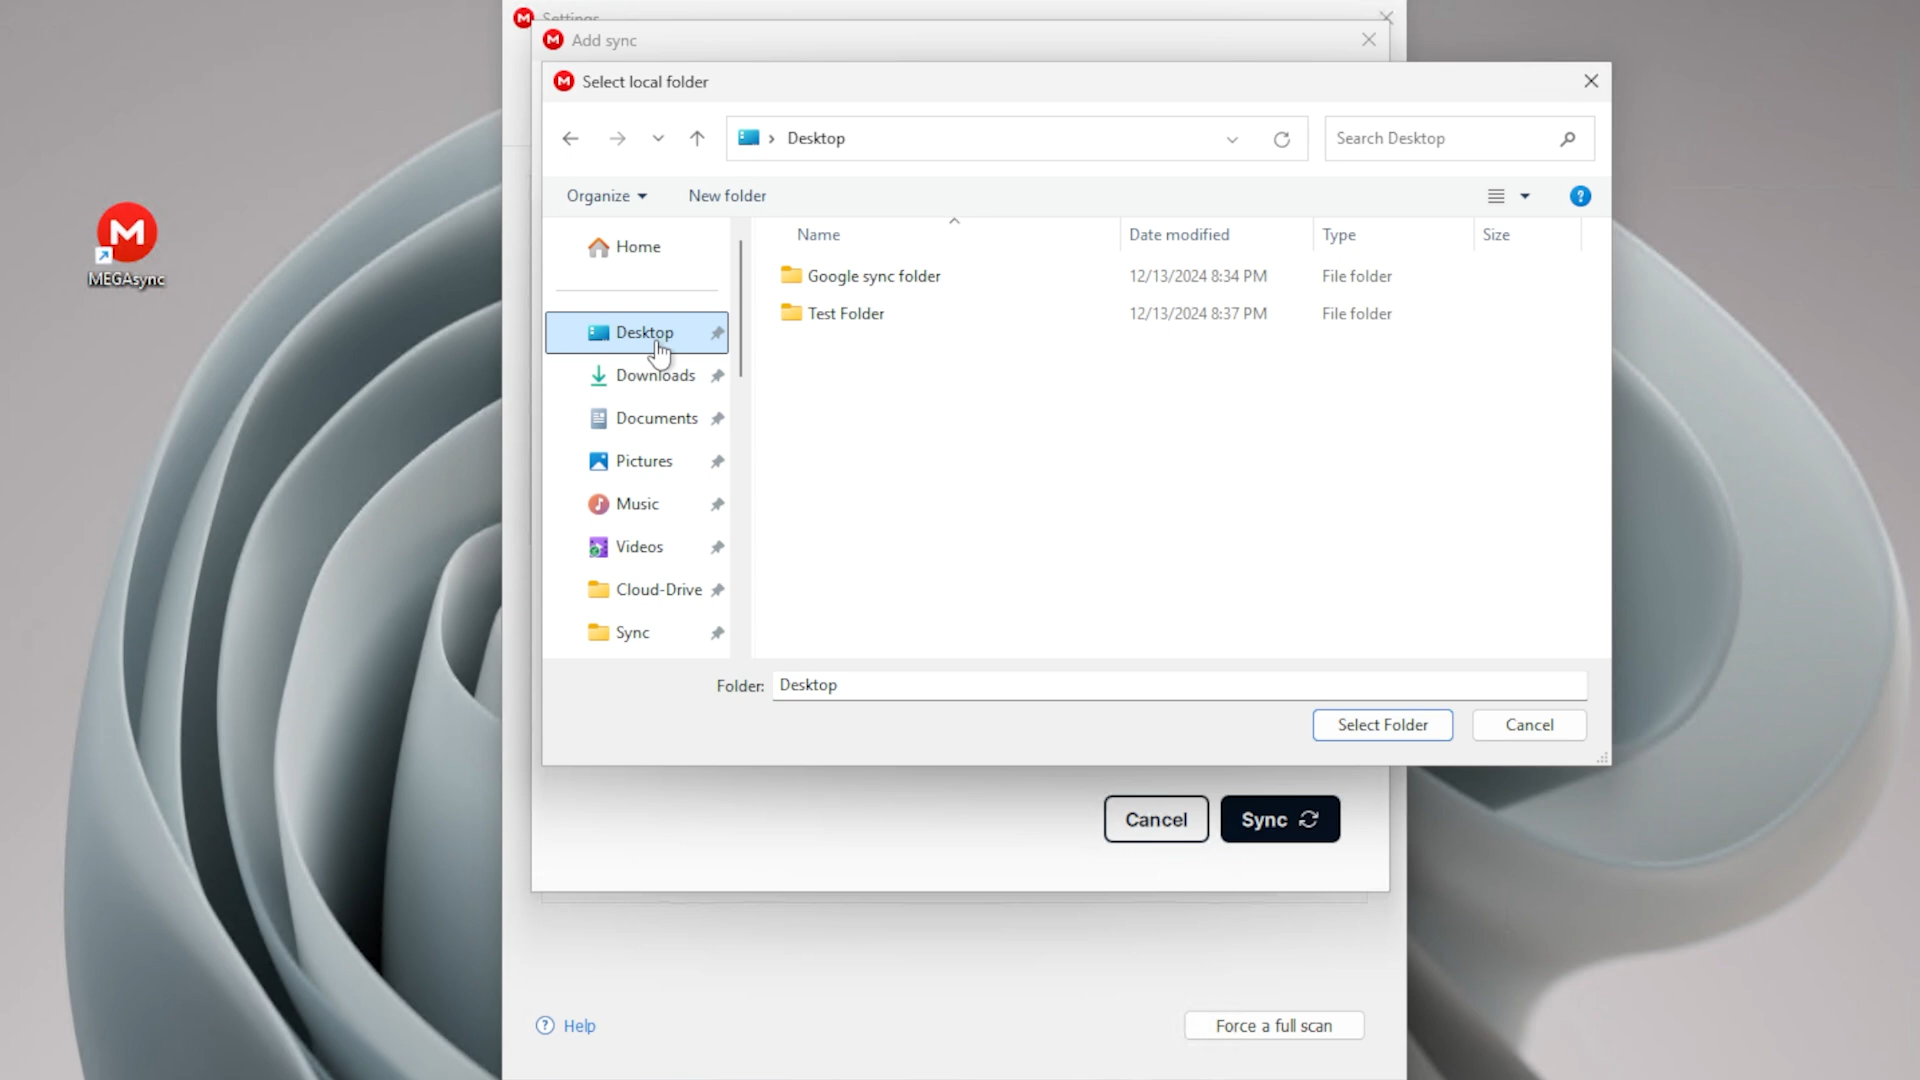 Settings
Add sync
Select local folder
Desktop
Search Desktop
Organize
New folder
Home
Desktop
Downloads
Documents
Pictures
Music
Videos
Cloud-Drive
Sync
Name
Date modified
Type
Size
Google sync folder
12/13/2024 8:34 PM
File folder
Test Folder
12/13/2024 8:37 PM
File folder
Folder:
Desktop
Select Folder
Cancel
Cancel
Sync
Help
Force a full scan
MEGAsync